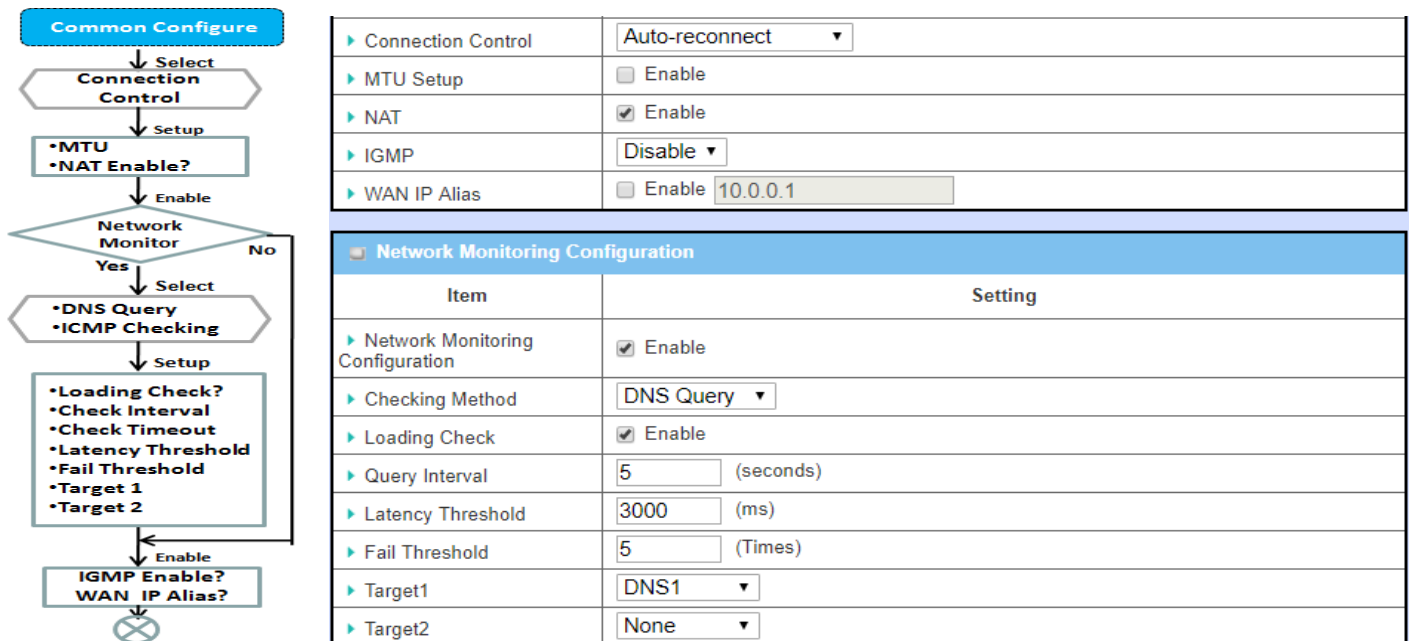 Common Configure
Select
Connection
Control
Setup
•MTU
•NAT Enable?
Enable
Network
Monitor
No
Yes
Select
•DNS Query
•ICMP Checking
Setup
•Loading Check?
•Check Interval
•Check Timeout
•Latency Threshold
•Fail Threshold
•Target 1
•Target 2
Enable
IGMP Enable?
WAN IP Alias?
Connection Control Auto-reconnect
MTU Setup Enable
NAT Enable
IGMP Disable
WAN IP Alias Enable 10.0.0.1
Network Monitoring Configuration
Item Setting
Network Monitoring
Configuration Enable
Checking Method DNS Query
Loading Check Enable
Query Interval 5 (seconds)
Latency Threshold 3000 (ms)
Fail Threshold 5 (Times)
Target1 DNS1
Target2 None